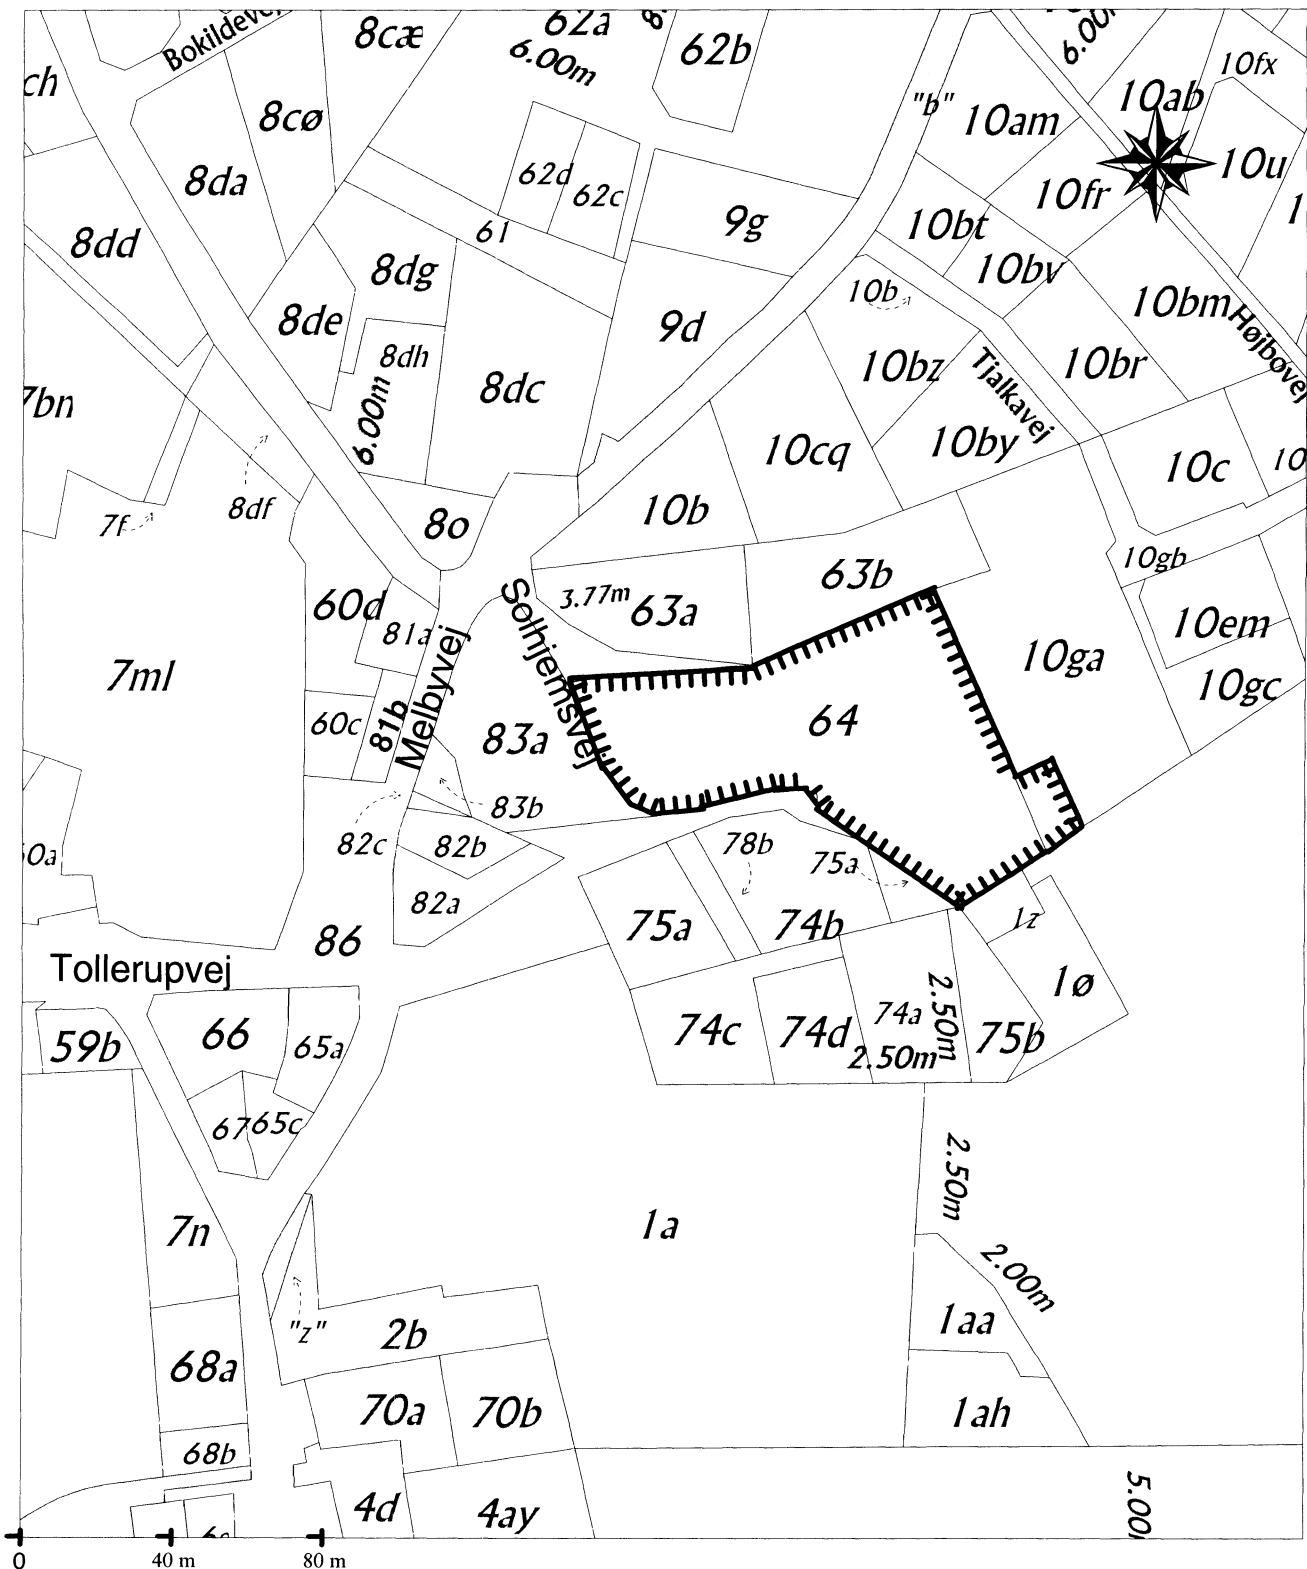 8cæ
62a
6.00m
62b
6.00
Bokildevej
ch
8cø
"b"
10am
10ab
10fx
10u
8da
62d
62c
10fr
8dd
61
9g
10bt
10bv
8dg
10b
10bm
8de
9d
Højbovej
8dh
10bz
Tjalkavej
10br
7bn
6.00m
8dc
10cq
10by
10c
10
7f
8df
8o
10b
10gb
63b
60d
81a
3.77m
63a
Solhjemsvej
10em
7ml
Melbyvej
10ga
10gc
60c
81b
83a
64
83b
82c
82b
78b
75a
82a
75a
74b
1z
86
Tollerupvej
1ø
59b
66
65a
74c
74d
74a
2.50m
2.50m
75b
67
65c
2.50m
7n
1a
2.00m
"z"
2b
1aa
68a
70a
70b
1ah
68b
4d
4ay
5.00
0
40 m
80 m